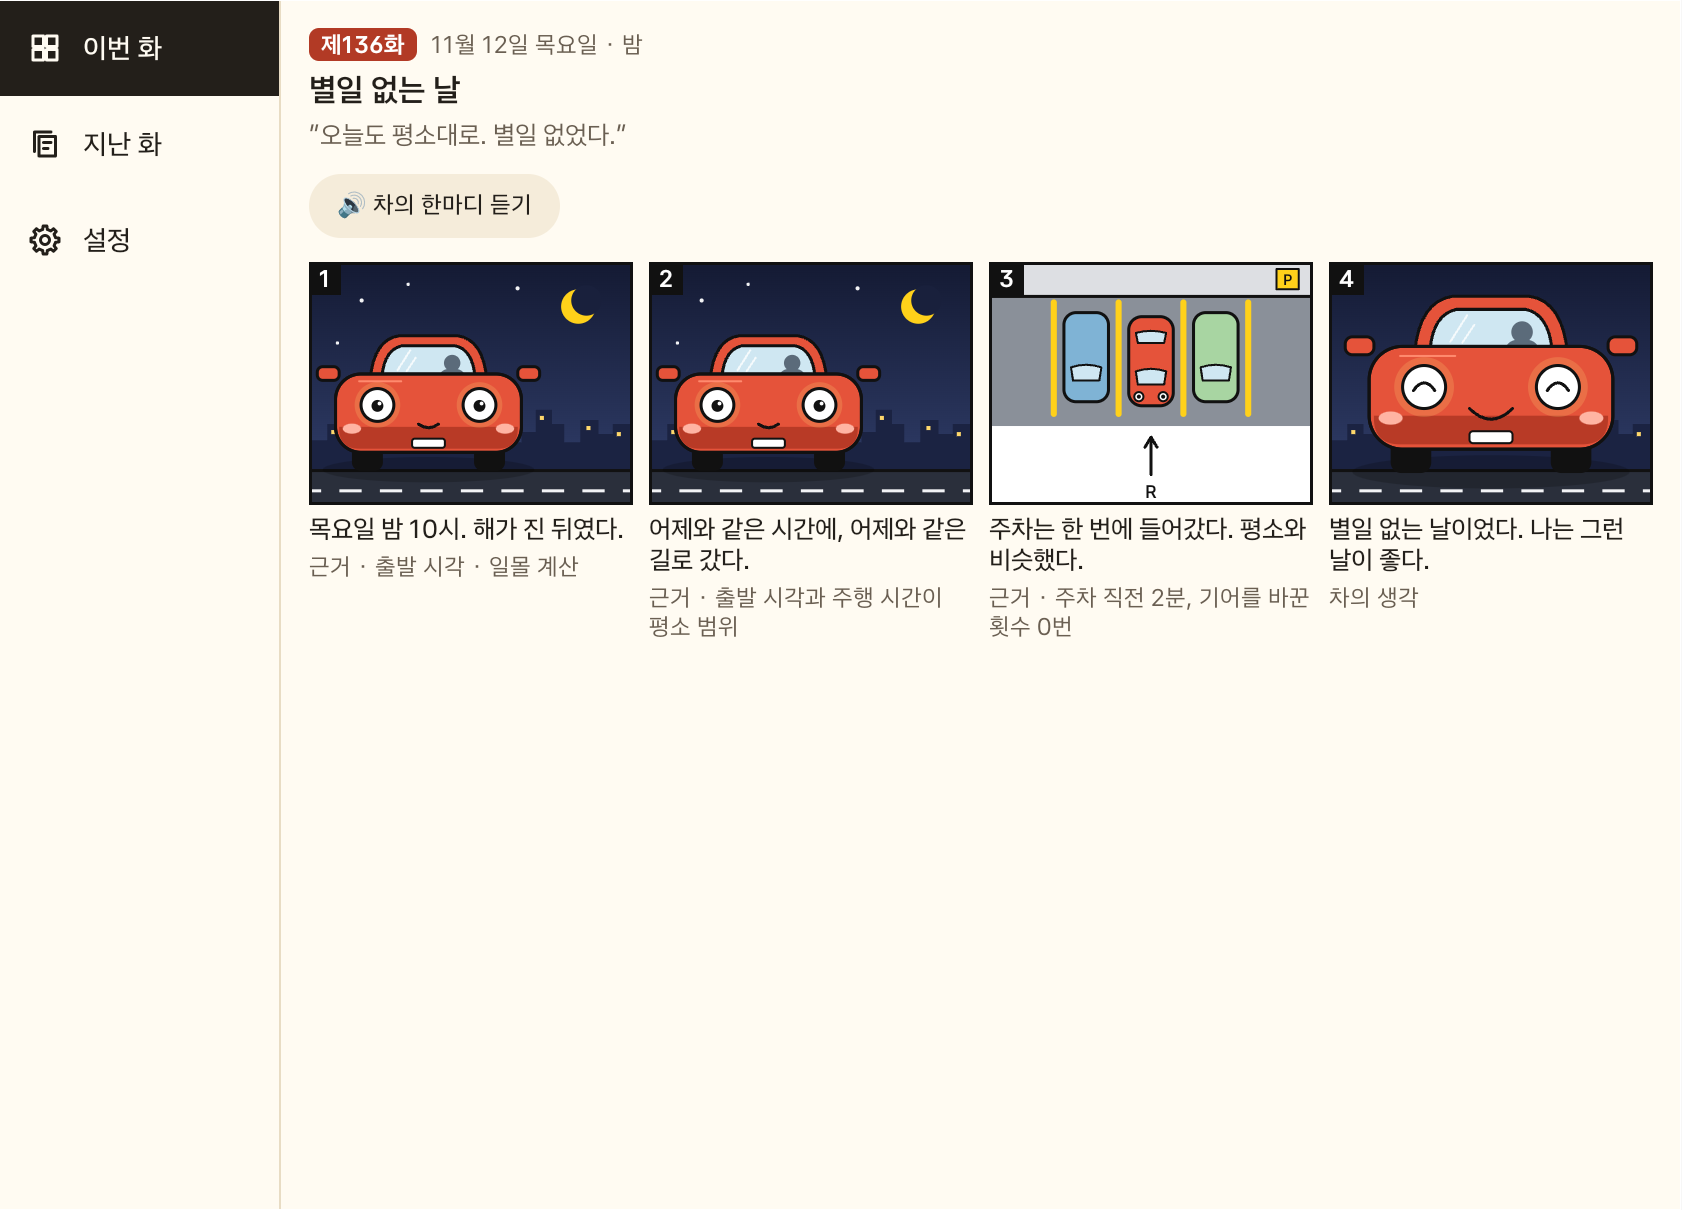 이번 화
지난 화
설정
제136화 11월 12일 목요일 · 밤
별일 없는 날
"오늘도 평소대로. 별일 없었다."
차의 한마디 듣기
1
목요일 밤 10시. 해가 진 뒤였다.
근거 · 출발 시각 · 일몰 계산
2
어제와 같은 시간에, 어제와 같은
길로 갔다.
근거 · 출발 시각과 주행 시간이
평소 범위
3
P
R
주차는 한 번에 들어갔다. 평소와
비슷했다.
근거 · 주차 직전 2분, 기어를 바꾼
횟수 0번
4
별일 없는 날이었다. 나는 그런
날이 좋다.
차의 생각